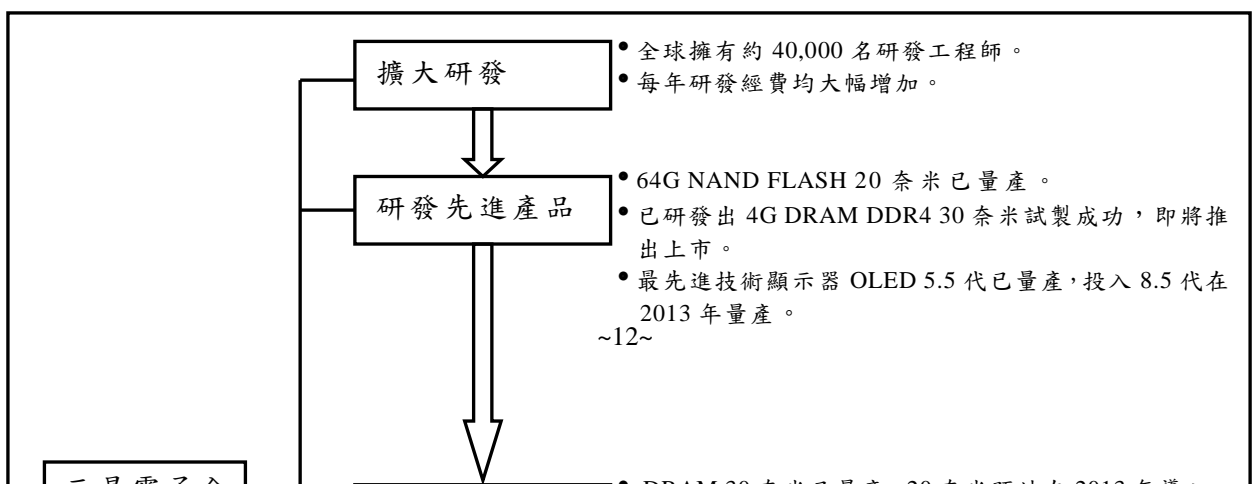 擴大研發
•全球擁有約 40,000 名研發工程師。
•每年研發經費均大幅增加。
研發先進產品
•64G NAND FLASH 20 奈米已量產。
•已研發出 4G DRAM DDR4 30 奈米試製成功，即將推
出上市。
•最先進技術顯示器 OLED 5.5 代已量產，投入 8.5 代在
2013 年量產。
~12~